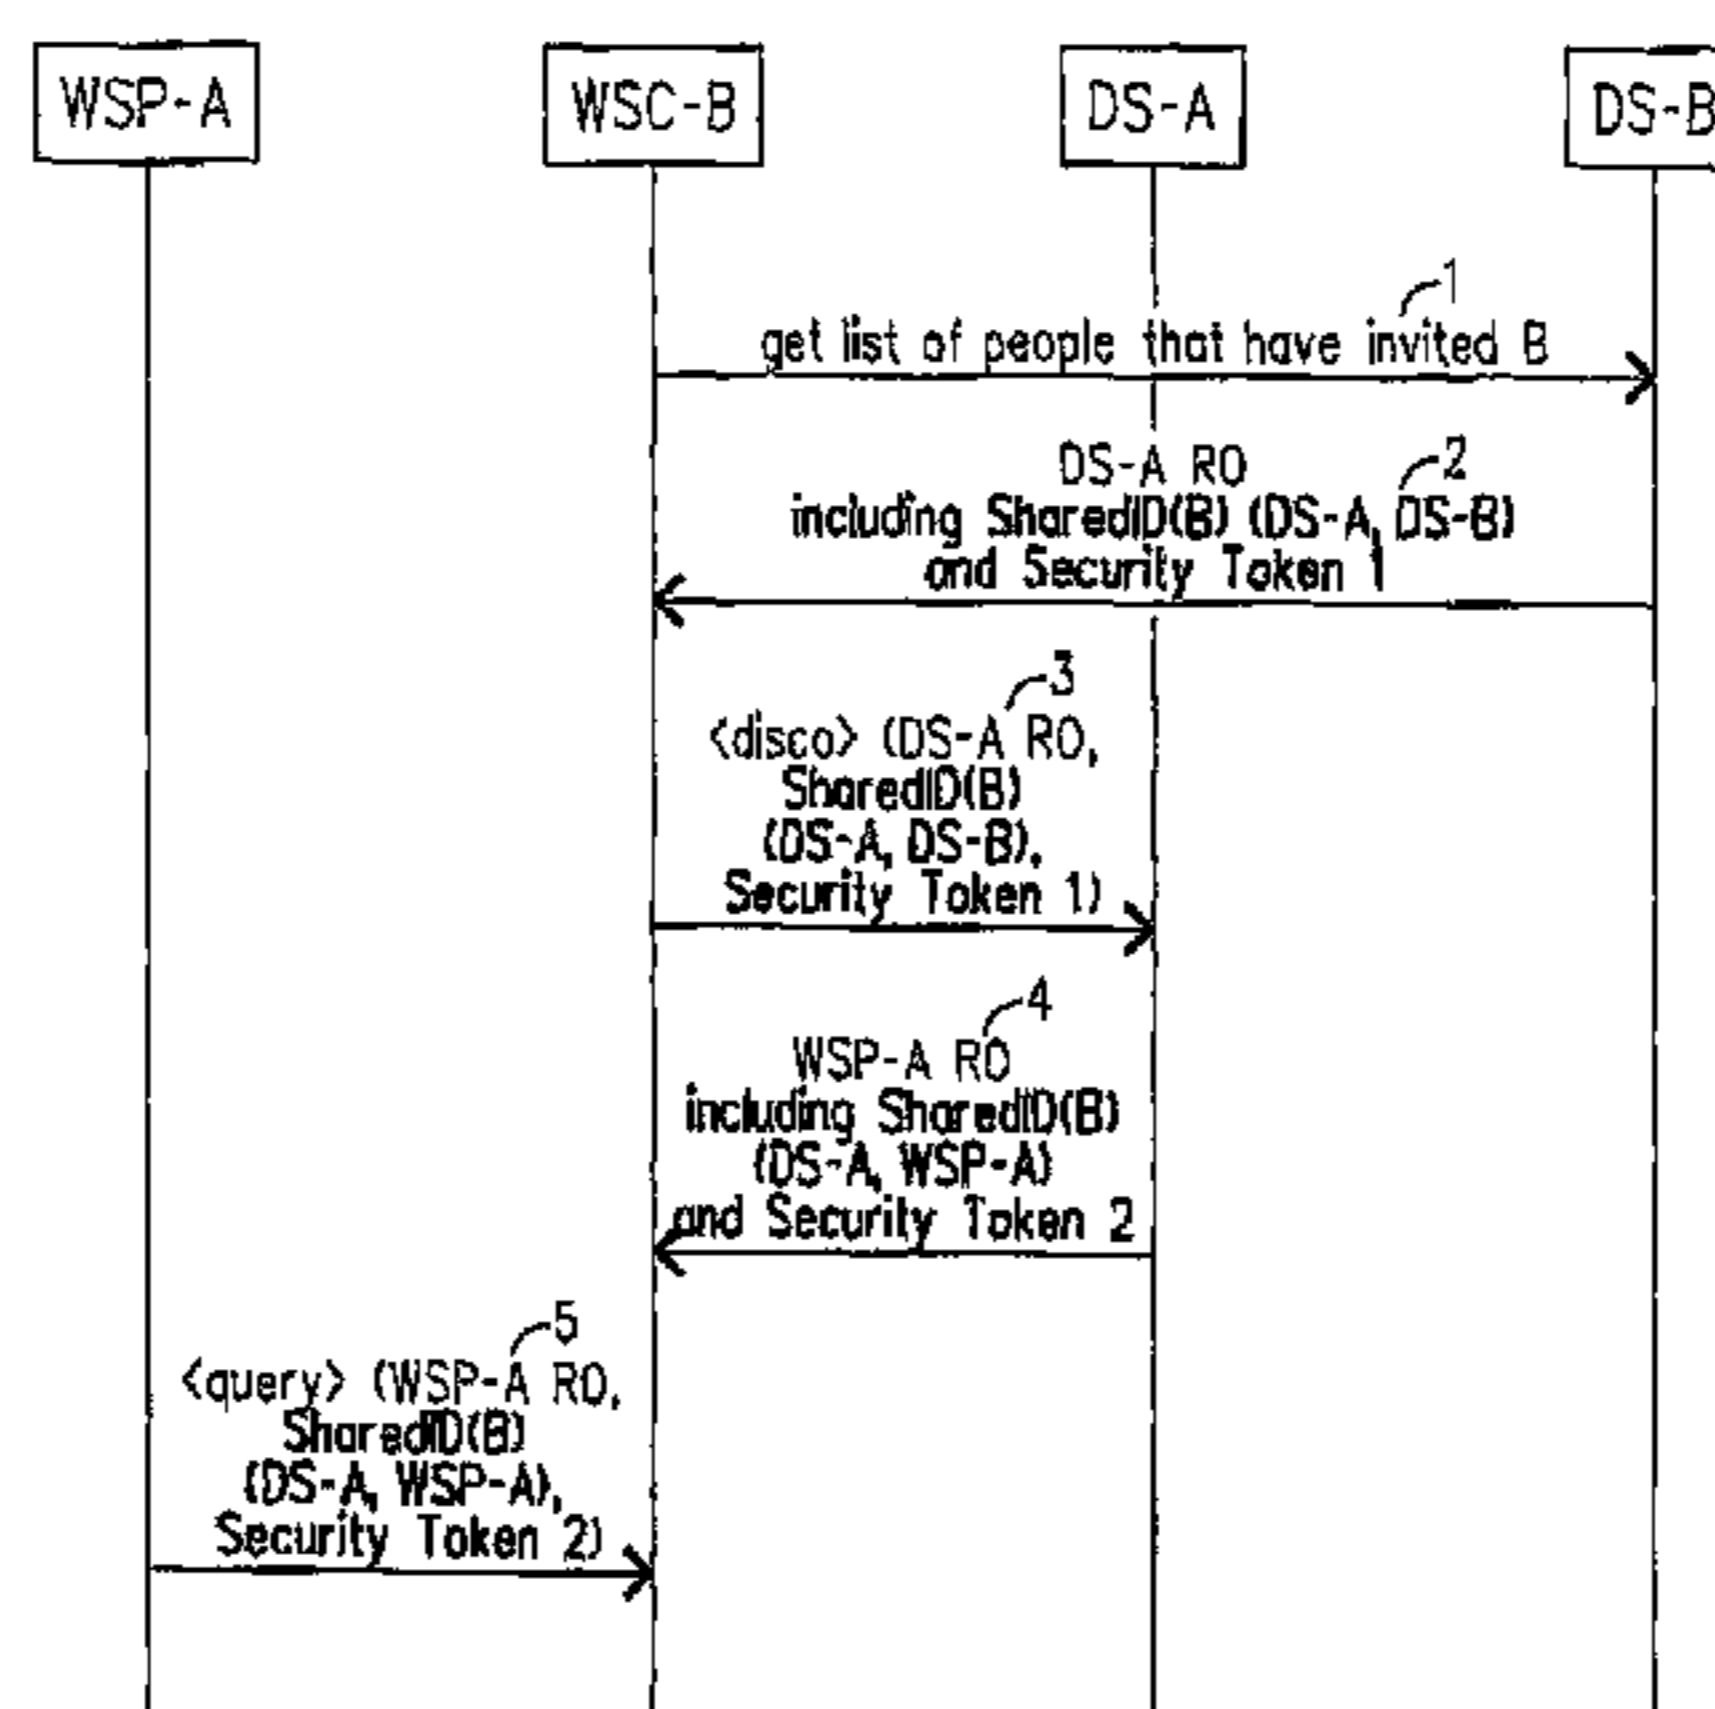 WSP-A
WSC-B
DS-A
DS-B
1
get list of people that have invited B
2
DS-A RO
including SharedID(B) (DS-A, DS-B)
and Security Token 1
3
<disco> (DS-A RO,
SharedID(B)
(DS-A, DS-B),
Security Token 1)
4
WSP-A RO
including SharedID(B)
(DS-A, WSP-A)
and Security Token 2
5
<query> (WSP-A RO,
SharedID(B)
(DS-A, WSP-A),
Security Token 2)